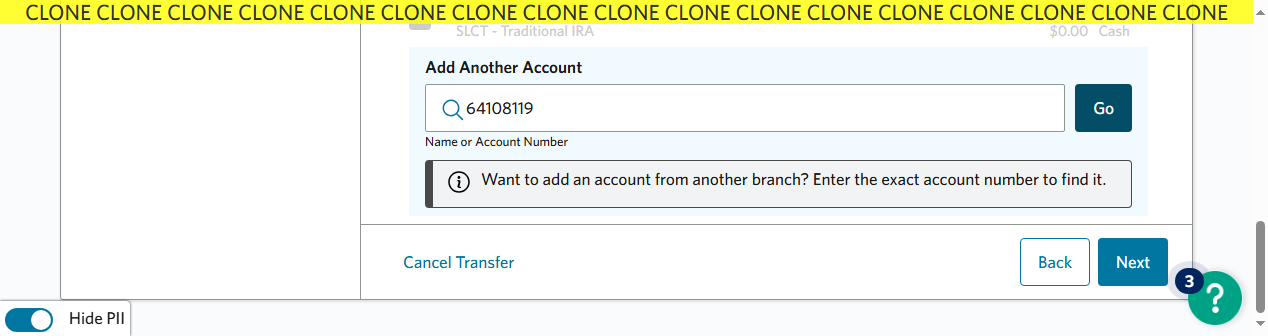 CLONE CLONE CLONE CLONE CLONE CLONE CLONE CLONE CLONE CLONE CLONE CLONE CLONE CLONE CLONE CLONE CLONE
SLCT - Traditional IRA $0.00 Cash
Add Another Account
64108119
Go
Name or Account Number
Want to add an account from another branch? Enter the exact account number to find it.
Cancel Transfer
Back
Next
3
?
Hide PII